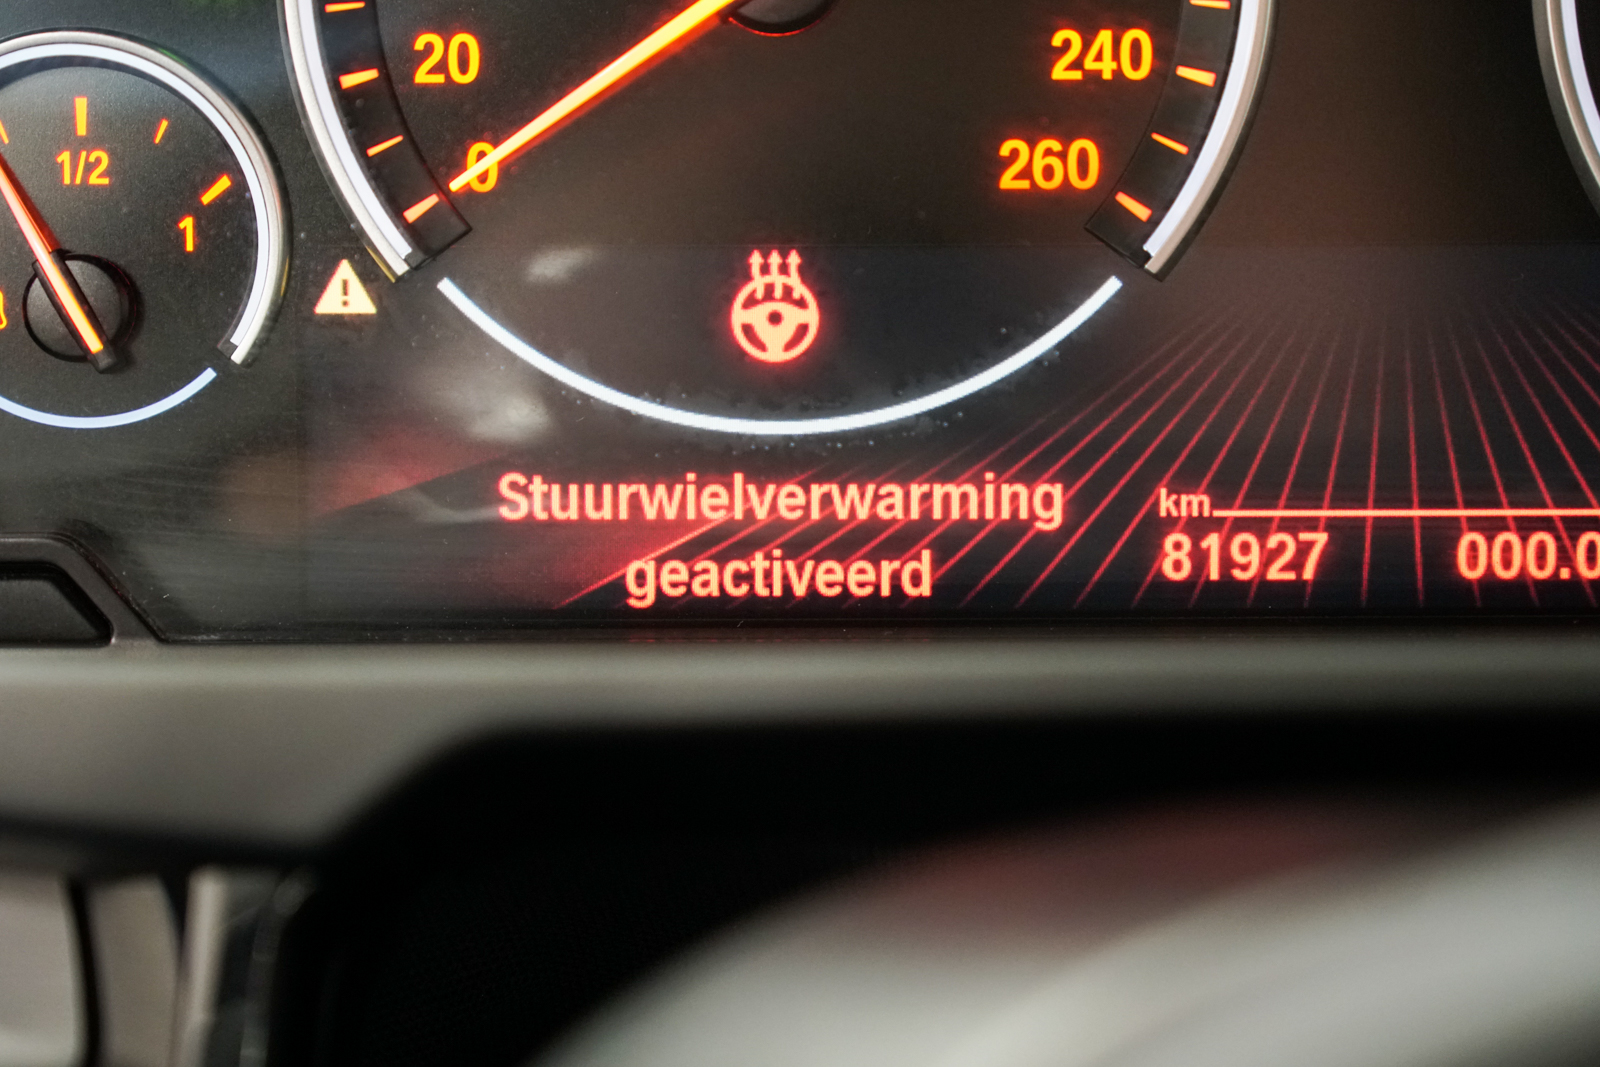 20
240
0
260
1/2
1
Stuurwielverwarming
geactiveerd
km
81927 000.0